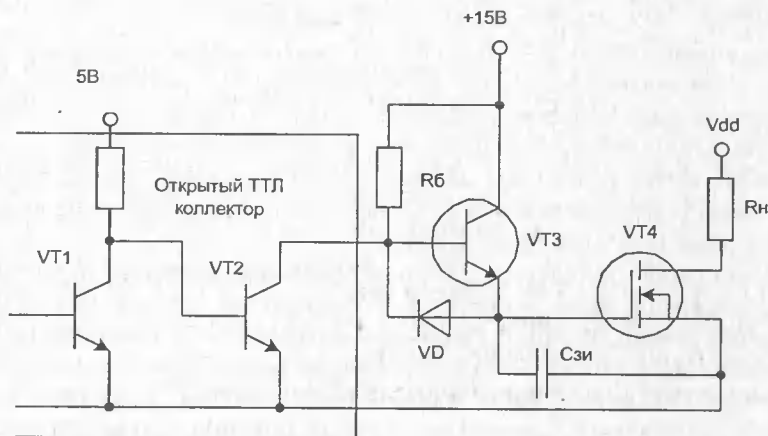 +15В
5В
Vdd
Открытый ТТЛ
коллектор
Rб
Rн
VT1
VT2
VT3
VT4
VD
Сзи